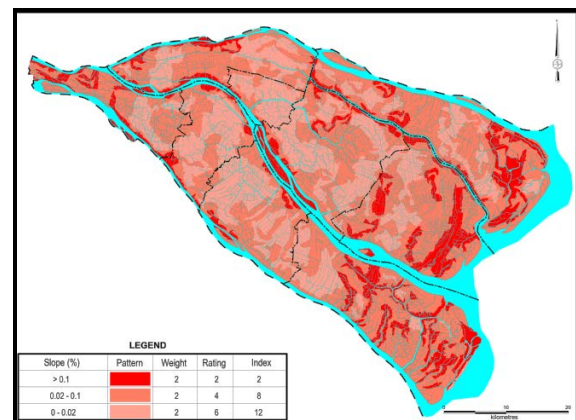 LEGEND
Slope (%) Pattern Weight Rating Index
> 0.1 2 2 2
0.02 - 0.1 2 4 8
0 - 0.02 2 6 12
0 10 20
kilometres